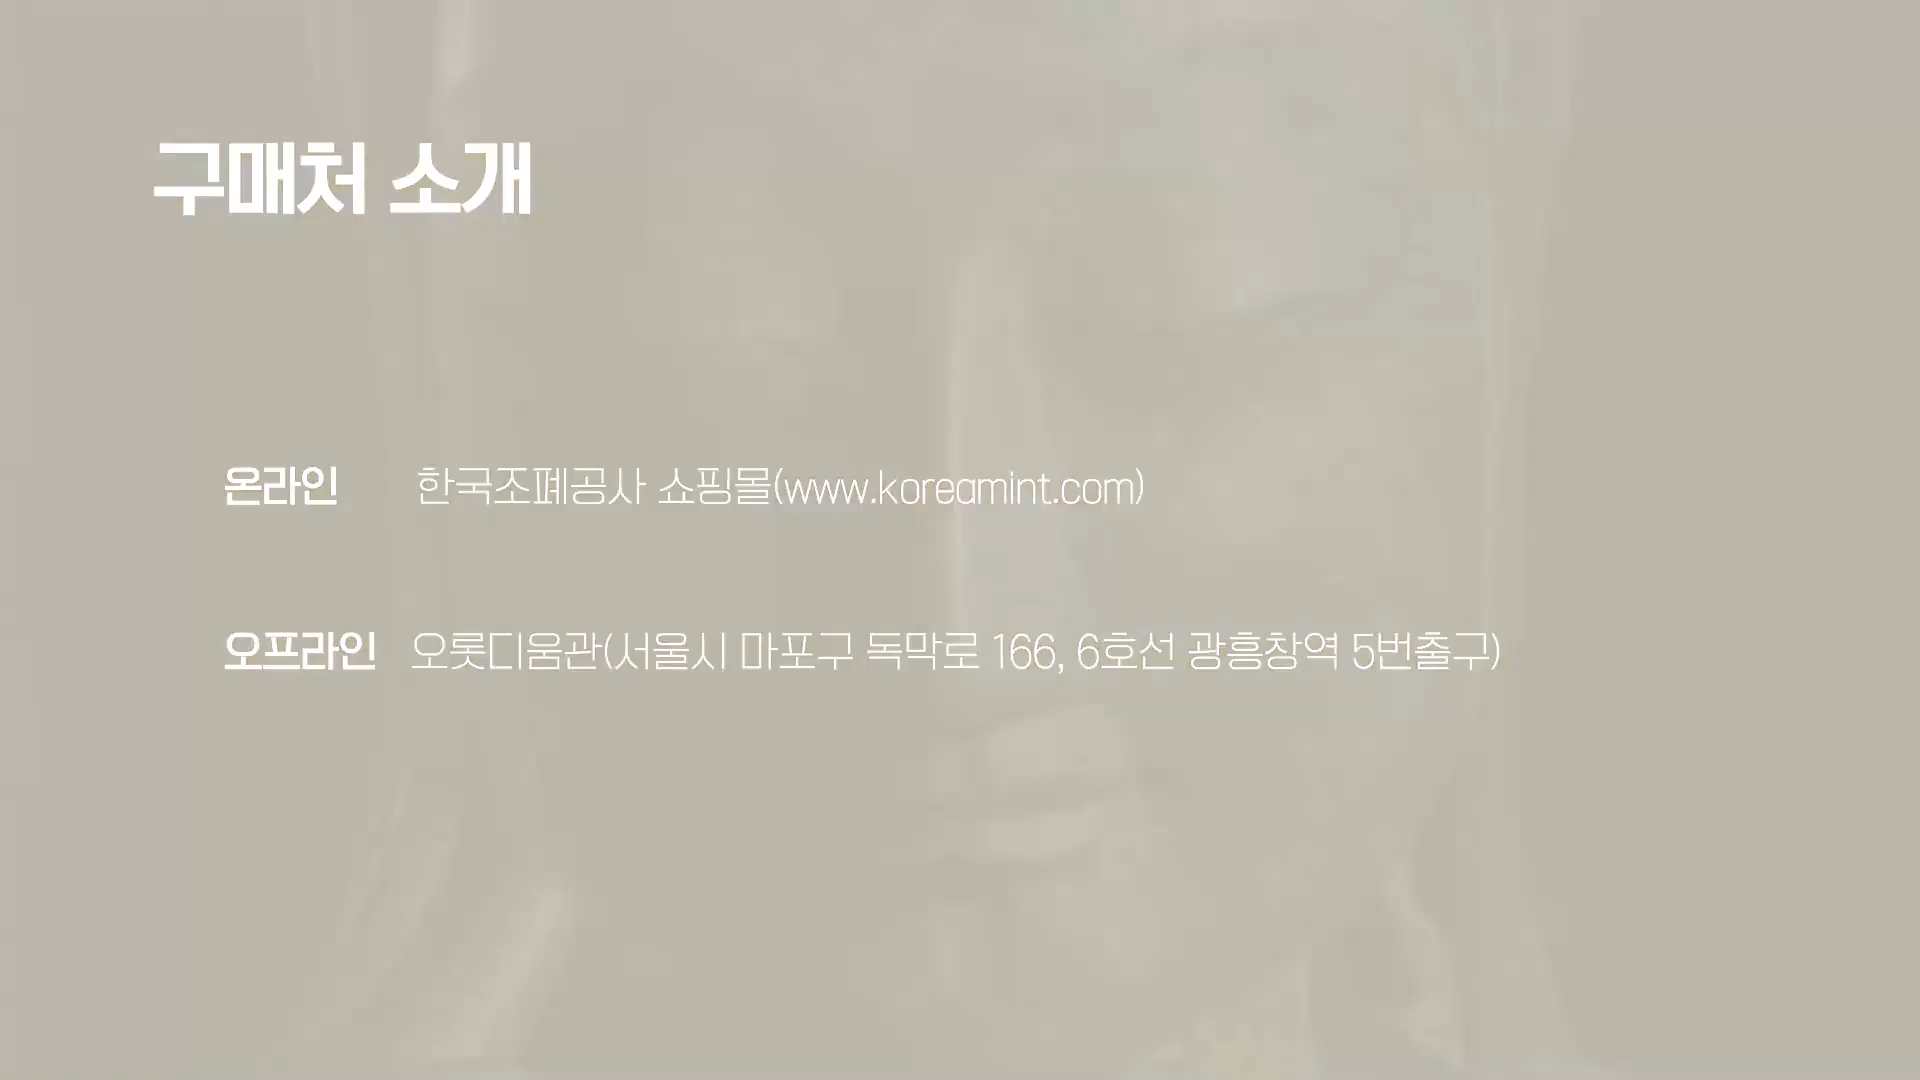 구매처 소개
온라인 한국조폐공사 쇼핑몰(www.koreamint.com)
오프라인 오롯디움관(서울시 마포구 독막로 166, 6호선 광흥창역 5번출구)